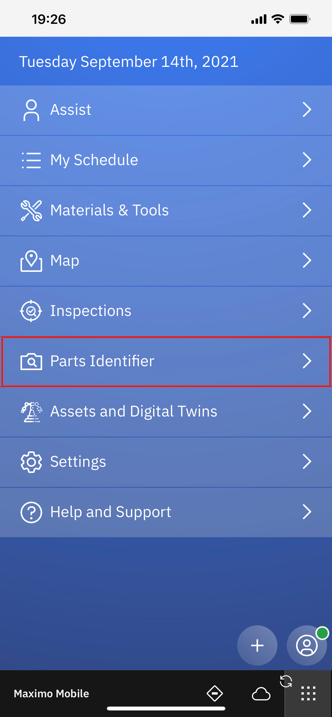 19:26
Tuesday September 14th, 2021
Assist
My Schedule
Materials & Tools
Map
Inspections
Parts Identifier
Assets and Digital Twins
Settings
Help and Support
Maximo Mobile